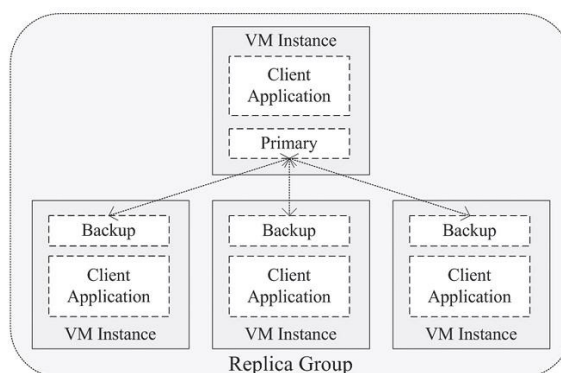 VM Instance
Client
Application
Primary
Backup
Client
Application
VM Instance
Backup
Client
Application
VM Instance
Backup
Client
Application
VM Instance
Replica Group